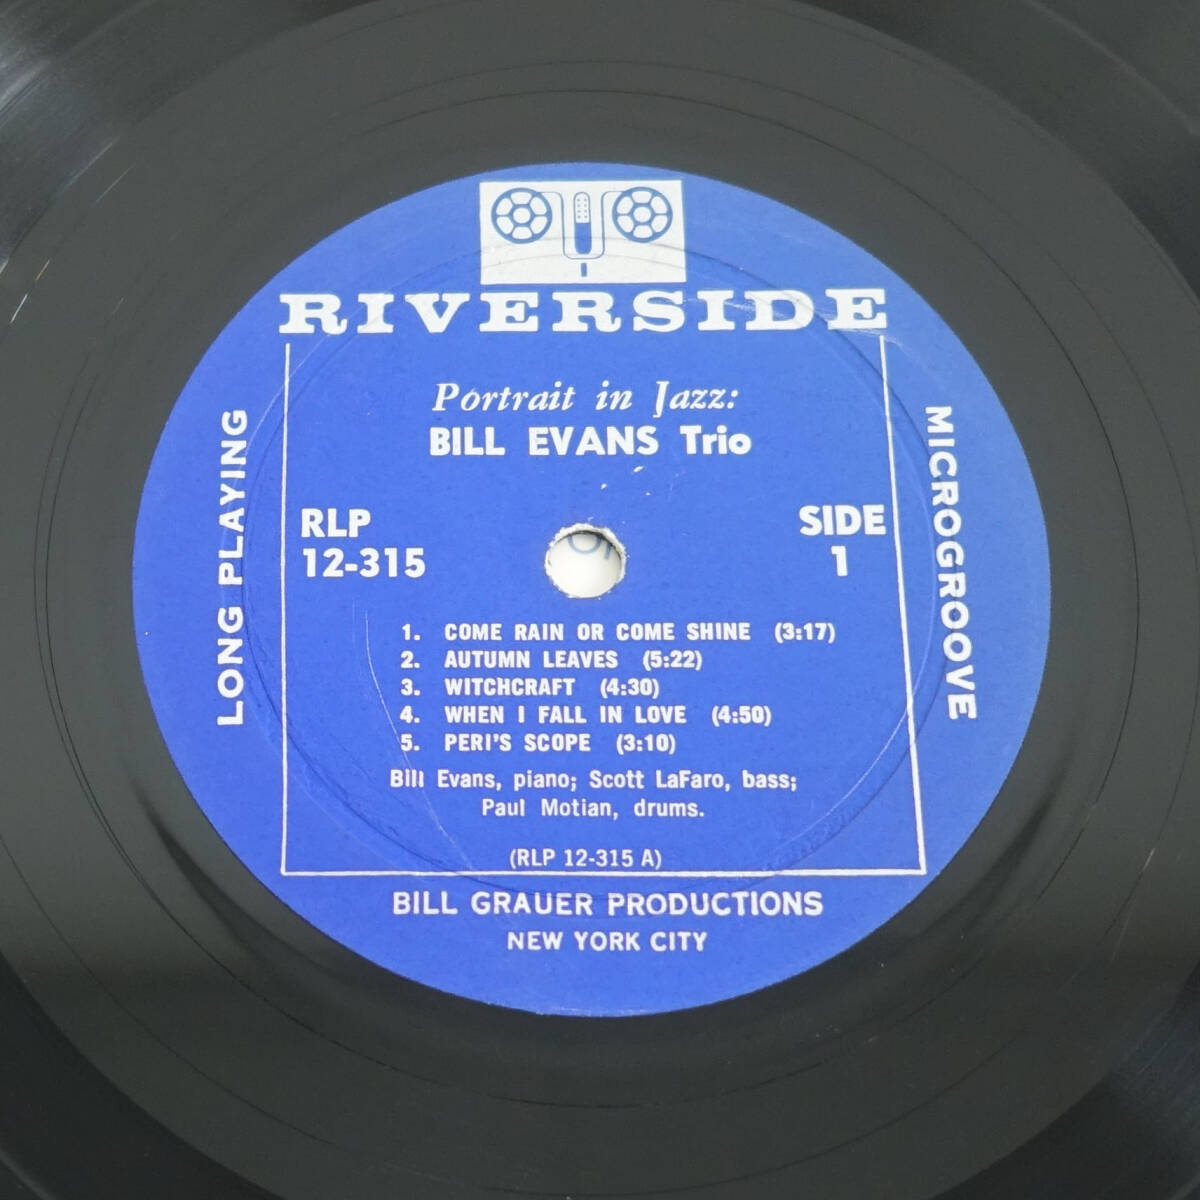 RIVERSIDE
Portrait in Jazz:
BILL EVANS Trio
RLP
12-315
SIDE
1
LONG PLAYING
MICROGROOVE
1. COME RAIN OR COME SHINE (3:17)
2. AUTUMN LEAVES (5:22)
3. WITCHCRAFT (4:30)
4. WHEN I FALL IN LOVE (4:50)
5. PERI'S SCOPE (3:10)
Bill Evans, piano; Scott LaFaro, bass;
Paul Motian, drums.
(RLP 12-315 A)
BILL GRAUER PRODUCTIONS
NEW YORK CITY